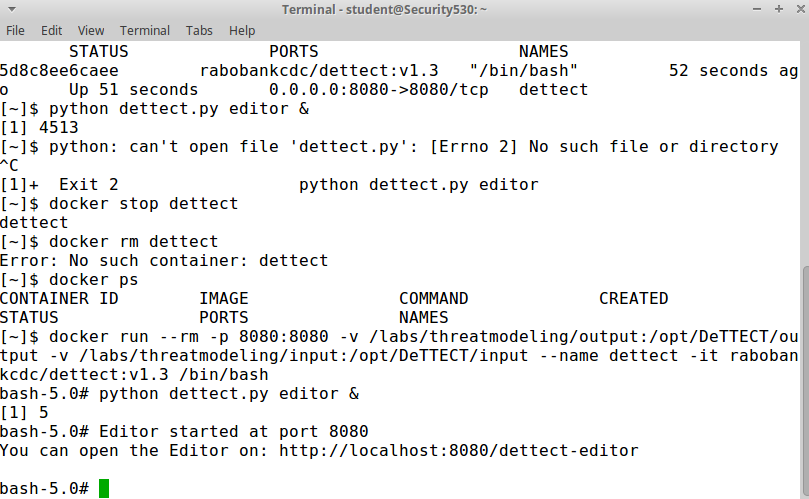 Terminal - student@Security530: ~
File Edit View Terminal Tabs Help
STATUS PORTS NAMES
5d8c8ee6caee rabobankcdc/dettect:v1.3 "/bin/bash" 52 seconds ag
o Up 51 seconds 0.0.0.0:8080->8080/tcp dettect
[~]$ python dettect.py editor &
[1] 4513
[~]$ python: can't open file 'dettect.py': [Errno 2] No such file or directory
^C
[1]+ Exit 2 python dettect.py editor
[~]$ docker stop dettect
dettect
[~]$ docker rm dettect
Error: No such container: dettect
[~]$ docker ps
CONTAINER ID IMAGE COMMAND CREATED
STATUS PORTS NAMES
[~]$ docker run --rm -p 8080:8080 -v /labs/threatmodeling/output:/opt/DeTTECT/ou
tput -v /labs/threatmodeling/input:/opt/DeTTECT/input --name dettect -it raboban
kcdc/dettect:v1.3 /bin/bash
bash-5.0# python dettect.py editor &
[1] 5
bash-5.0# Editor started at port 8080
You can open the Editor on: http://localhost:8080/dettect-editor
bash-5.0#